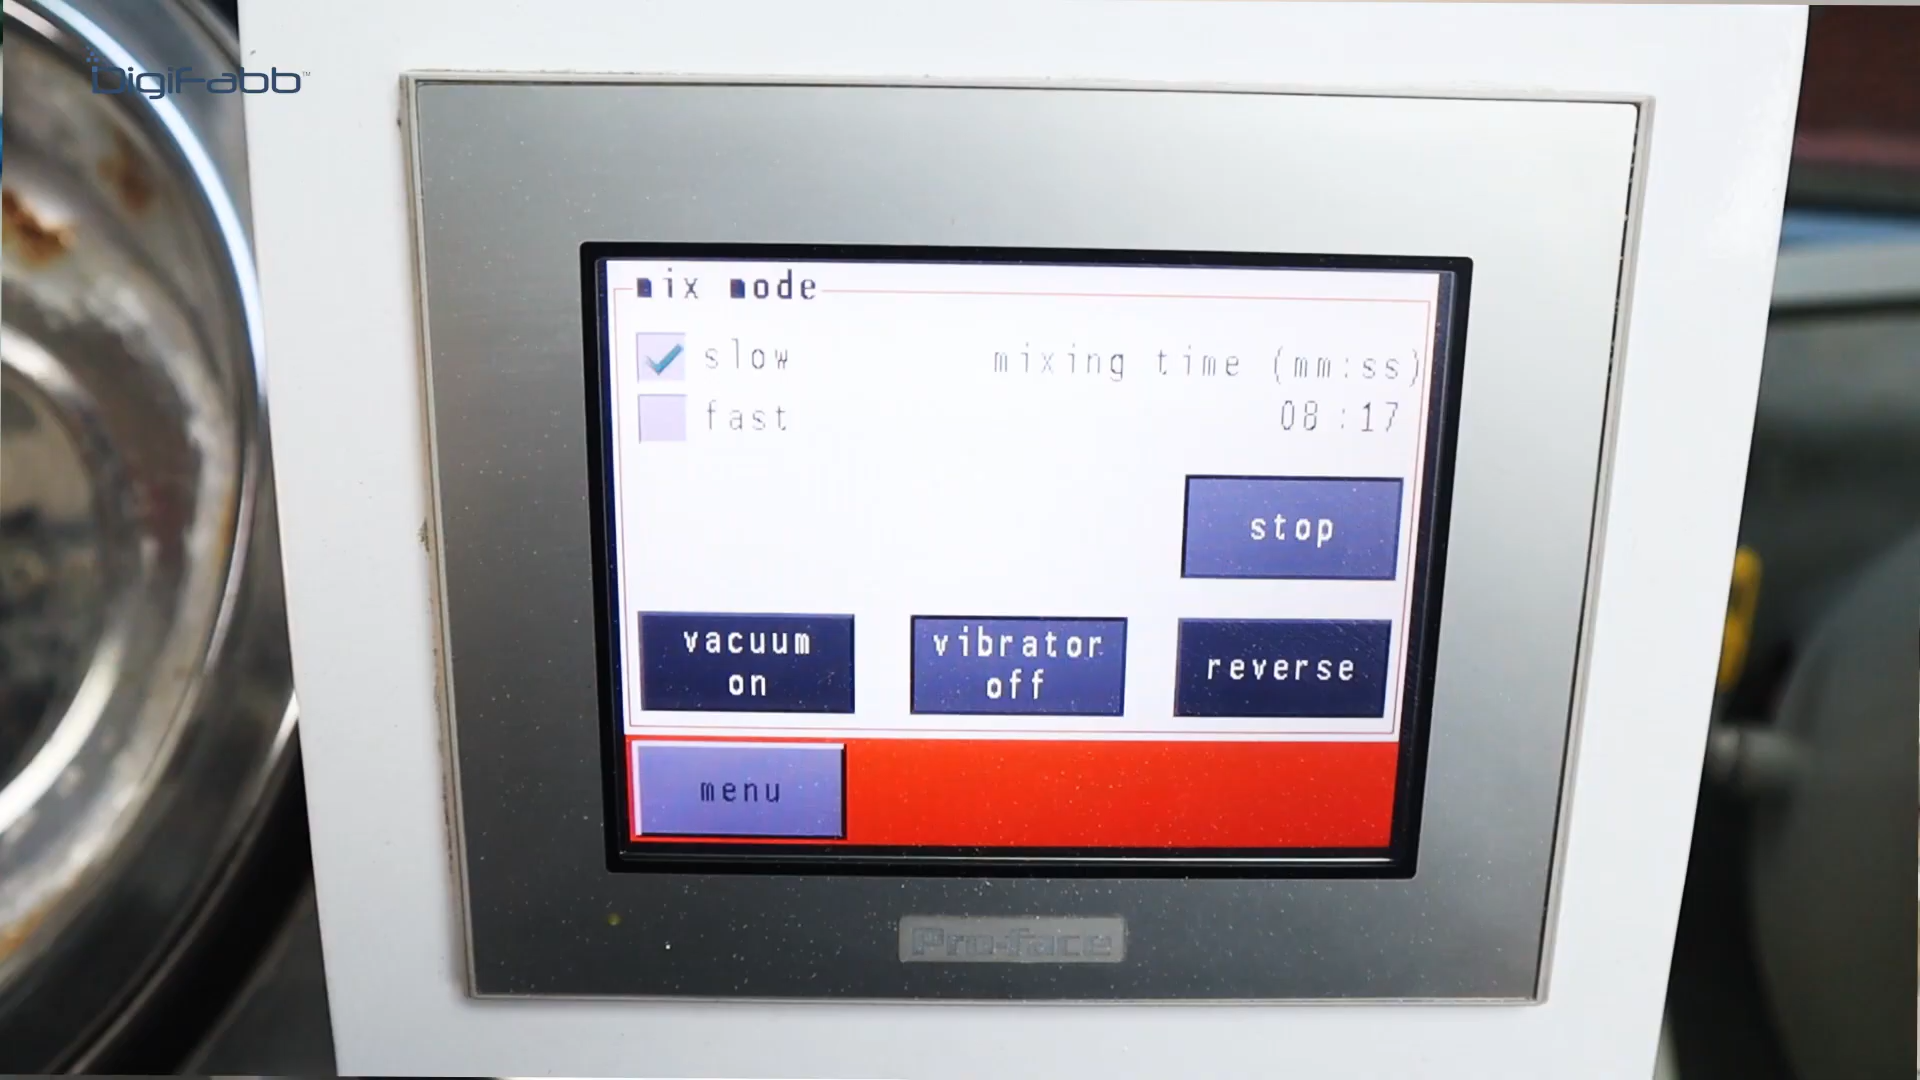 DigiFabb™
mix mode
slow
mixing time (mm:ss)
fast
08:17
stop
vacuum
on
vibrator
off
reverse
menu
Pro-face